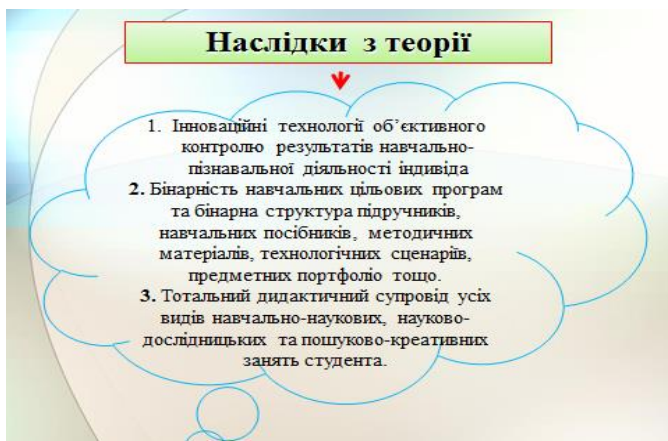 Наслідки з теорії
1. Інноваційні технології об’єктивного
контролю результатів навчально-
пізнавальної діяльності індивіда
2. Бінарність навчальних цільових програм
та бінарна структура підручників,
навчальних посібників, методичних
матеріалів, технологічних сценаріїв,
предметних портфоліо тощо.
3. Тотальний дидактичний супровід усіх
видів навчально-наукових, науково-
дослідницьких та пошуково-креативних
занять студента.